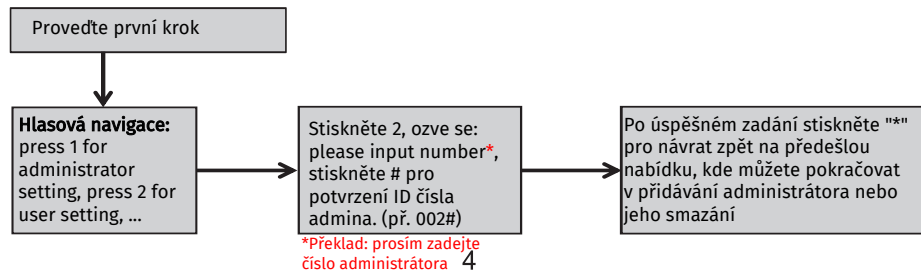 Proveďte první krok
Hlasová navigace:
press 1 for
administrator
setting, press 2 for
user setting, ...
Stiskněte 2, ozve se:
please input number*,
stiskněte # pro
potvrzení ID čísla
admina. (př. 002#)
*Překlad: prosím zadejte
číslo administrátora 4
Po úspěšném zadání stiskněte "*"
pro návrat zpět na předešlou
nabídku, kde můžete pokračovat
v přidávání administrátora nebo
jeho smazání